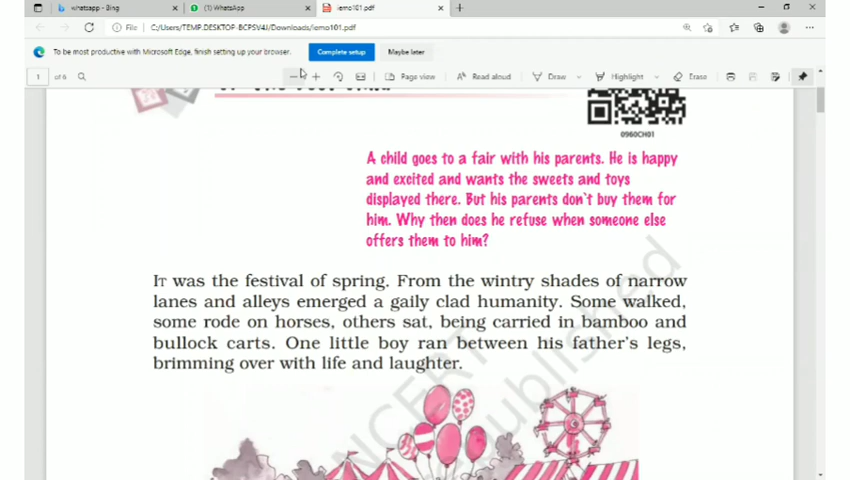 whatsapp - Bing
(1) WhatsApp
iemo101.pdf
File
C:/Users/TEMP.DESKTOP-BCPSV4J/Downloads/iemo101.pdf
To be most productive with Microsoft Edge, finish setting up your browser.
Complete setup
Maybe later
1 of 6
Page view
Read aloud
Draw
Highlight
Erase
0960CH01
A child goes to a fair with his parents. He is happy
and excited and wants the sweets and toys
displayed there. But his parents don't buy them for
him. Why then does he refuse when someone else
offers them to him?
IT was the festival of spring. From the wintry shades of narrow
lanes and alleys emerged a gaily clad humanity. Some walked,
some rode on horses, others sat, being carried in bamboo and
bullock carts. One little boy ran between his father's legs,
brimming over with life and laughter.
NCERT
published